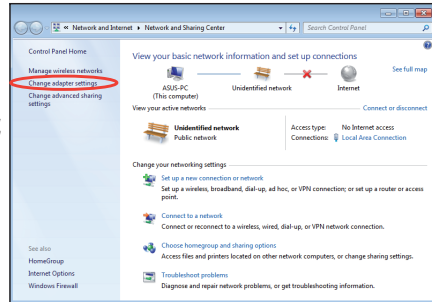 « Network and Internet ▸ Network and Sharing Center
Search Control Panel
Control Panel Home
Manage wireless networks
Change adapter settings
Change advanced sharing
settings
See also
HomeGroup
Internet Options
Windows Firewall
View your basic network information and set up connections
See full map
ASUS-PC
(This computer)
Unidentified network
Internet
View your active networks
Connect or disconnect
Unidentified network
Public network
Access type: No Internet access
Connections: Local Area Connection
Change your networking settings
Set up a new connection or network
Set up a wireless, broadband, dial-up, ad hoc, or VPN connection; or set up a router or access
point.
Connect to a network
Connect or reconnect to a wireless, wired, dial-up, or VPN network connection.
Choose homegroup and sharing options
Access files and printers located on other network computers, or change sharing settings.
Troubleshoot problems
Diagnose and repair network problems, or get troubleshooting information.